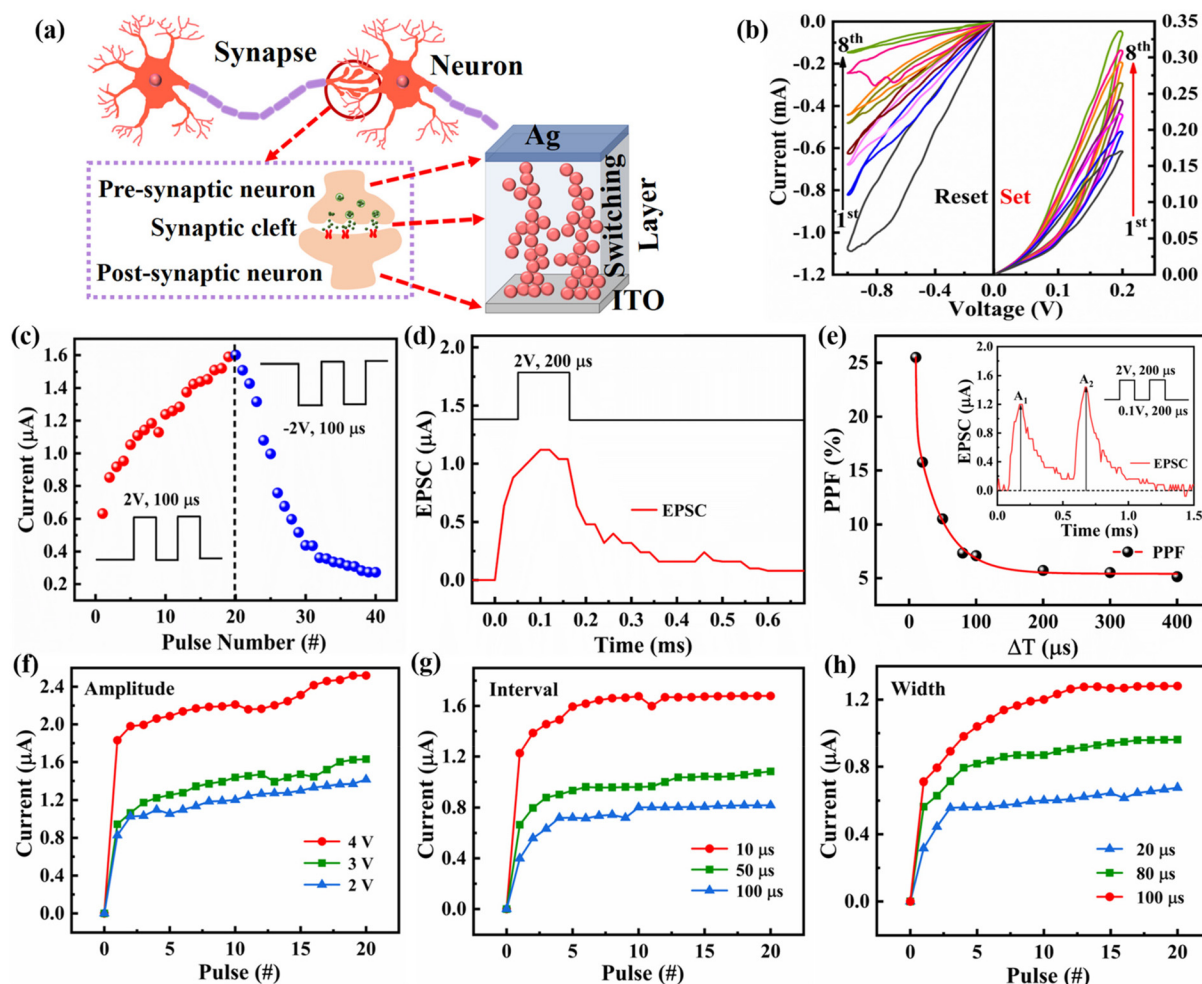 (a)
Synapse
Neuron
Ag
Pre-synaptic neuron
Synaptic cleft
Post-synaptic neuron
Switching
Layer
ITO
(b)
0.0
-0.2
-0.4
-0.6
-0.8
-1.0
-1.2
Current (mA)
8th
1st
Reset
Set
8th
1st
0.35
0.30
0.25
0.20
0.15
0.10
0.05
0.00
-0.8 -0.4 0.0 0.1 0.2
Voltage (V)
(c)
1.6
1.4
1.2
1.0
0.8
0.6
0.4
0.2
Current (μA)
-2V, 100 μs
2V, 100 μs
0 10 20 30 40
Pulse Number (#)
(d)
2.0
1.5
1.0
0.5
0.0
EPSC (μA)
2V, 200 μs
EPSC
0.0 0.1 0.2 0.3 0.4 0.5 0.6
Time (ms)
(e)
25
20
15
10
5
PPF (%)
1.6
1.2
0.8
0.4
0.0
EPSC (μA)
A1
A2
2V, 200 μs
0.1V, 200 μs
EPSC
0.0 0.5 1.0 1.5
Time (ms)
PPF
0 100 200 300 400
ΔT (μs)
(f)
Amplitude
2.4
2.0
1.6
1.2
0.8
0.4
0.0
Current (μA)
4 V
3 V
2 V
0 5 10 15 20
Pulse (#)
(g)
Interval
2.0
1.6
1.2
0.8
0.4
0.0
Current (μA)
10 μs
50 μs
100 μs
0 5 10 15 20
Pulse (#)
(h)
Width
1.2
0.9
0.6
0.3
0.0
Current (μA)
20 μs
80 μs
100 μs
0 5 10 15 20
Pulse (#)